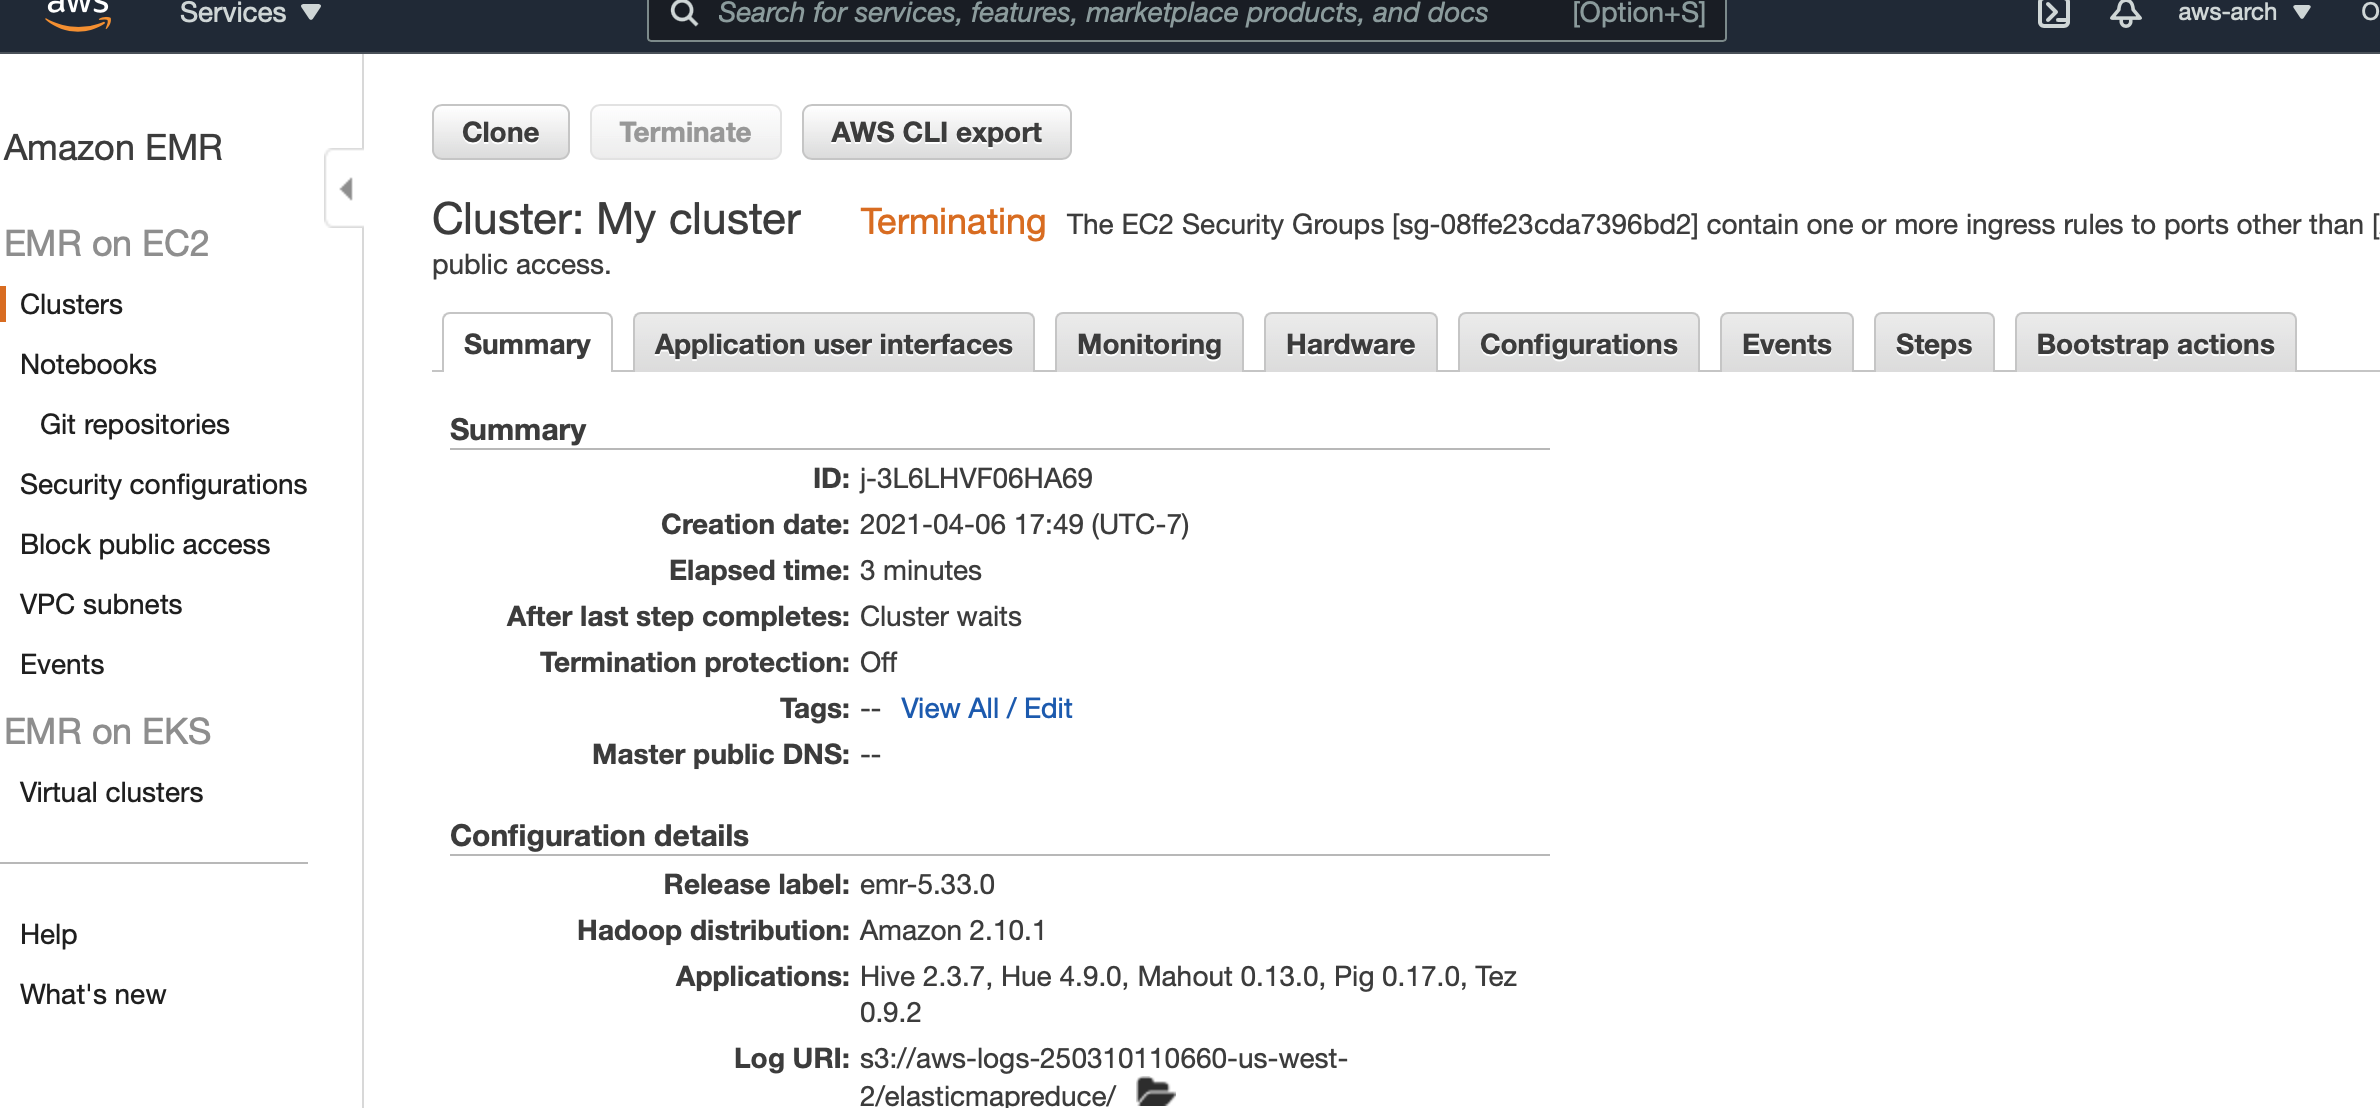 aws Services Search for services, features, marketplace products, and docs [Option+S] aws-arch
Amazon EMR
EMR on EC2
Clusters
Notebooks
Git repositories
Security configurations
Block public access
VPC subnets
Events
EMR on EKS
Virtual clusters
Help
What's new
Clone Terminate AWS CLI export
Cluster: My cluster Terminating The EC2 Security Groups [sg-08ffe23cda7396bd2] contain one or more ingress rules to ports other than [
public access.
Summary Application user interfaces Monitoring Hardware Configurations Events Steps Bootstrap actions
Summary
ID: j-3L6LHVF06HA69
Creation date: 2021-04-06 17:49 (UTC-7)
Elapsed time: 3 minutes
After last step completes: Cluster waits
Termination protection: Off
Tags: -- View All / Edit
Master public DNS: --
Configuration details
Release label: emr-5.33.0
Hadoop distribution: Amazon 2.10.1
Applications: Hive 2.3.7, Hue 4.9.0, Mahout 0.13.0, Pig 0.17.0, Tez
0.9.2
Log URI: s3://aws-logs-250310110660-us-west-
2/elasticmapreduce/